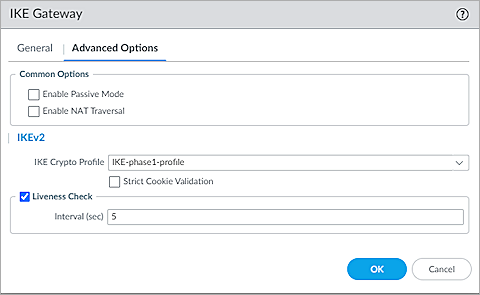 IKE Gateway
General
Advanced Options
Common Options
Enable Passive Mode
Enable NAT Traversal
IKEv2
IKE Crypto Profile IKE-phase1-profile
Strict Cookie Validation
Liveness Check
Interval (sec) 5
OK Cancel